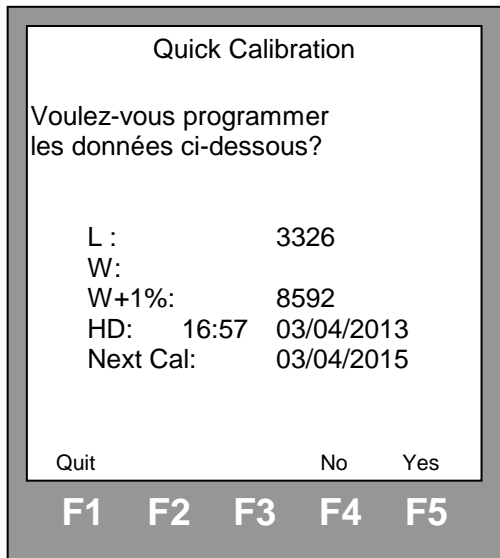 Quick Calibration
Voulez-vous programmer
les données ci-dessous?
L : 3326
W:
W+1%: 8592
HD: 16:57 03/04/2013
Next Cal: 03/04/2015
Quit No Yes
F1 F2 F3 F4 F5